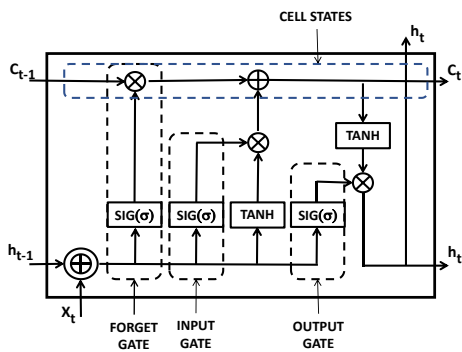 CELL STATES
h_t
C_t-1
C_t
TANH
SIG(σ) SIG(σ) TANH SIG(σ)
h_t-1
h_t
X_t
FORGET
GATE
INPUT
GATE
OUTPUT
GATE